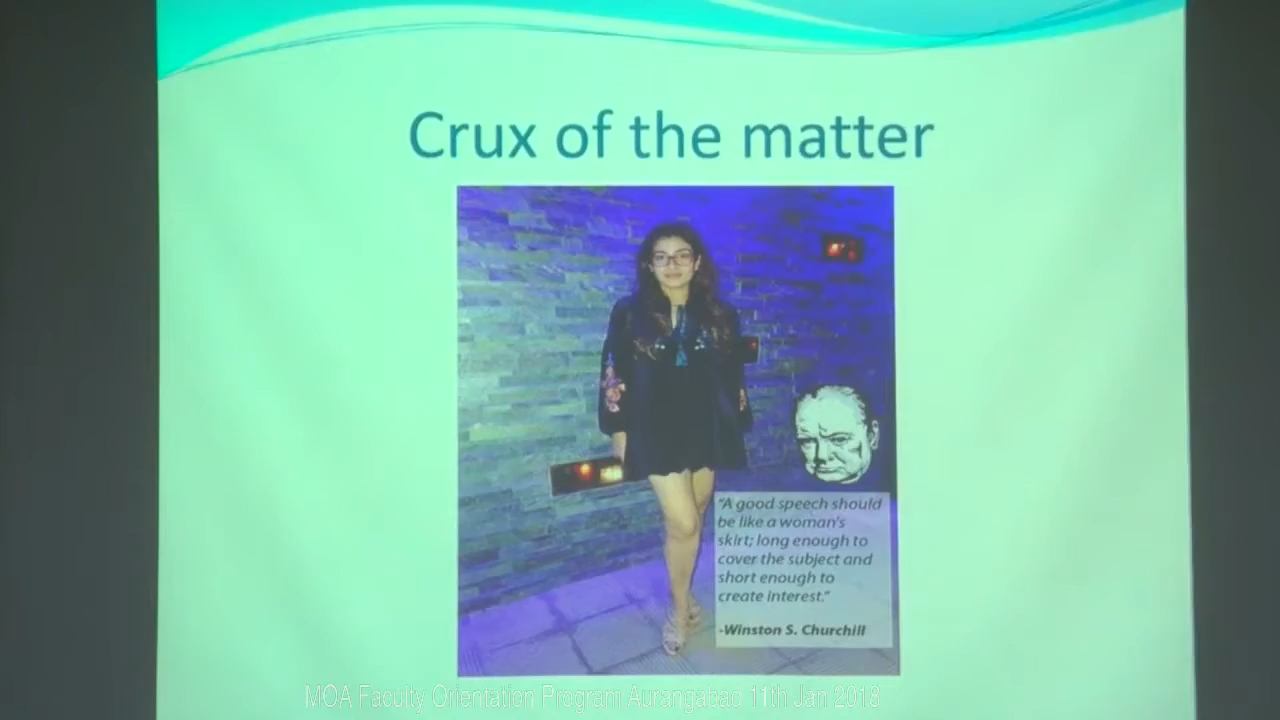 Crux of the matter
"A good speech should
be like a woman's
skirt; long enough to
cover the subject and
short enough to
create interest."
-Winston S. Churchill
MOA Faculty Orientation Program Aurangabad 11th Jan 2018